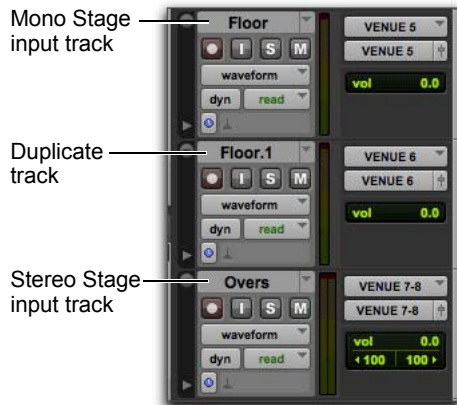 Mono Stage
input track
Floor
I S M
waveform
dyn read
VENUE 5
VENUE 5
vol 0.0
Duplicate
track
Floor.1
I S M
waveform
dyn read
VENUE 6
VENUE 6
vol 0.0
Stereo Stage
input track
Overs
I S M
waveform
dyn read
VENUE 7-8
VENUE 7-8
vol 0.0
100 100